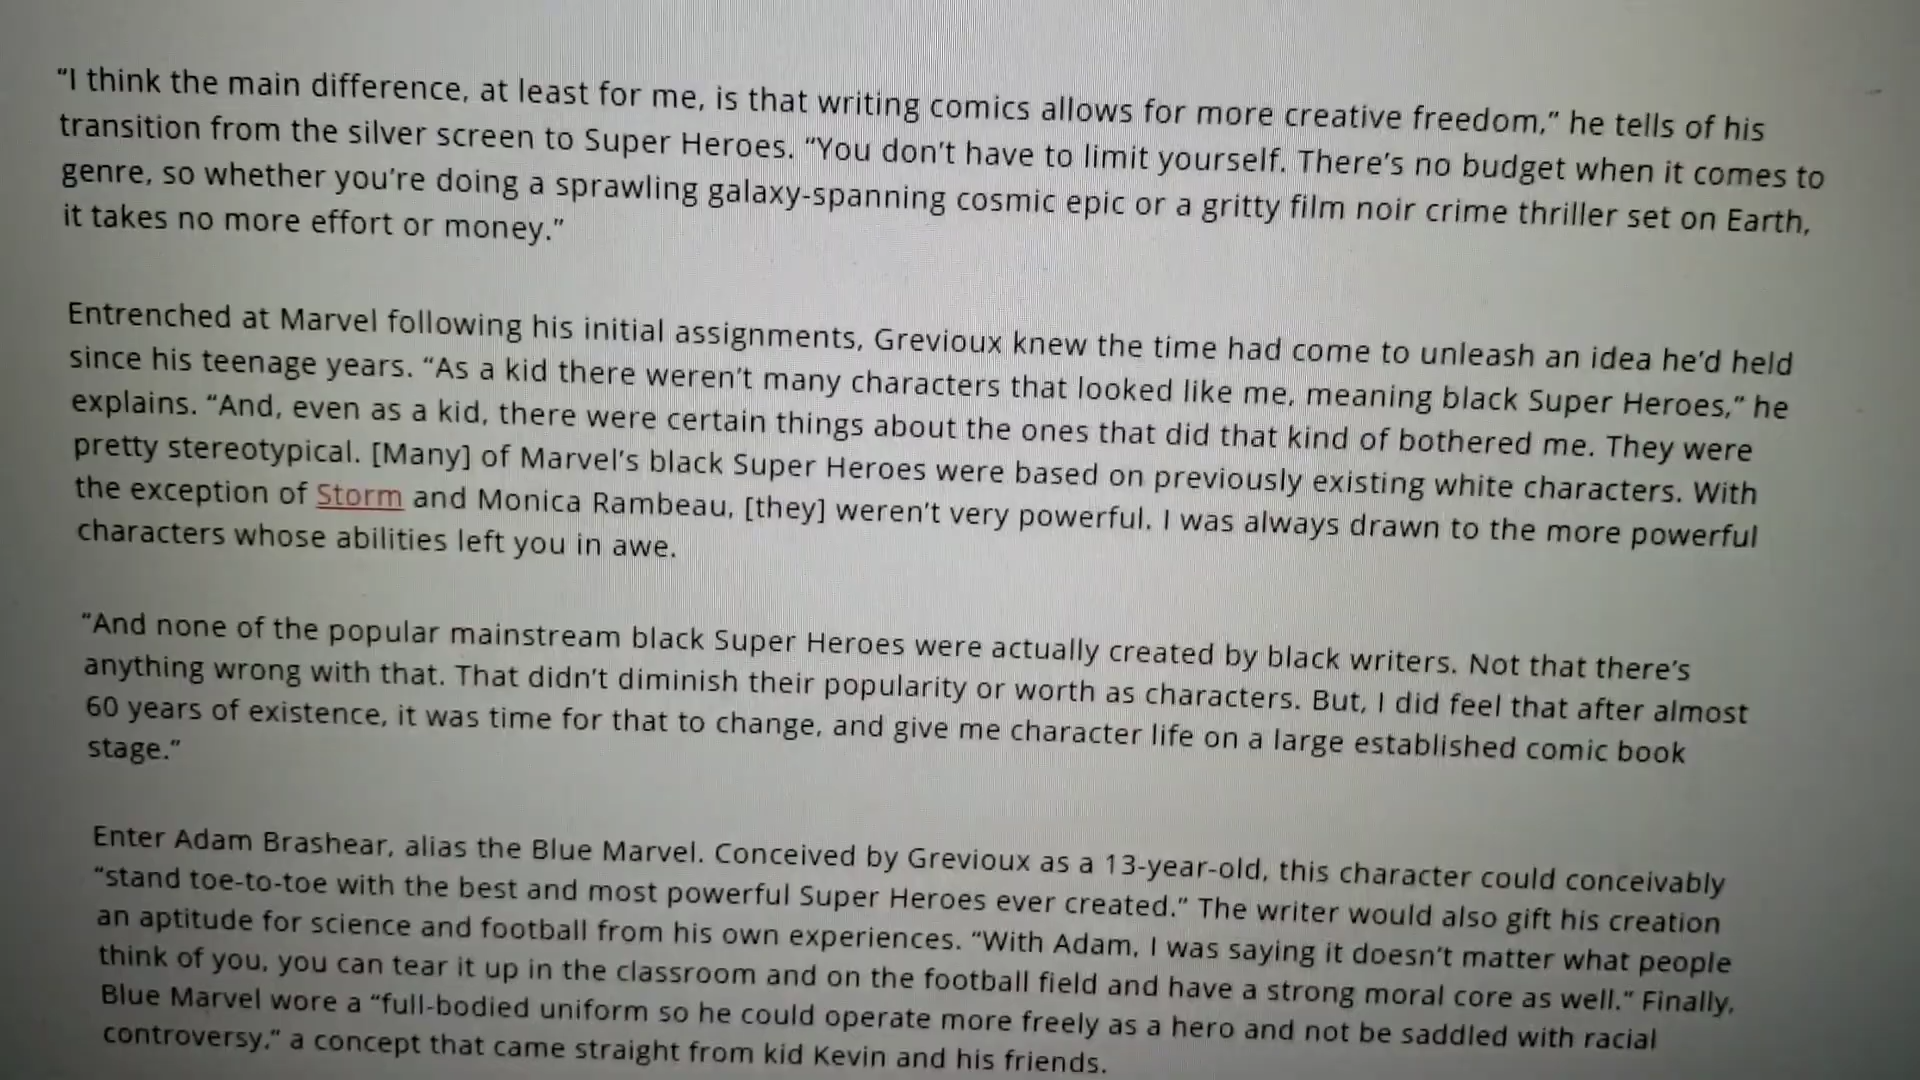 “I think the main difference, at least for me, is that writing comics allows for more creative freedom,” he tells of his
transition from the silver screen to Super Heroes. “You don’t have to limit yourself. There’s no budget when it comes to
genre, so whether you’re doing a sprawling galaxy-spanning cosmic epic or a gritty film noir crime thriller set on Earth,
it takes no more effort or money.”
Entrenched at Marvel following his initial assignments, Grevioux knew the time had come to unleash an idea he’d held
since his teenage years. “As a kid there weren’t many characters that looked like me, meaning black Super Heroes,” he
explains. “And, even as a kid, there were certain things about the ones that did that kind of bothered me. They were
pretty stereotypical. [Many] of Marvel’s black Super Heroes were based on previously existing white characters. With
the exception of Storm and Monica Rambeau, [they] weren’t very powerful. I was always drawn to the more powerful
characters whose abilities left you in awe.
“And none of the popular mainstream black Super Heroes were actually created by black writers. Not that there’s
anything wrong with that. That didn’t diminish their popularity or worth as characters. But, I did feel that after almost
60 years of existence, it was time for that to change, and give me character life on a large established comic book
stage.”
Enter Adam Brashear, alias the Blue Marvel. Conceived by Grevioux as a 13-year-old, this character could conceivably
“stand toe-to-toe with the best and most powerful Super Heroes ever created.” The writer would also gift his creation
an aptitude for science and football from his own experiences. “With Adam, I was saying it doesn’t matter what people
think of you, you can tear it up in the classroom and on the football field and have a strong moral core as well.” Finally,
Blue Marvel wore a “full-bodied uniform so he could operate more freely as a hero and not be saddled with racial
controversy,” a concept that came straight from kid Kevin and his friends.